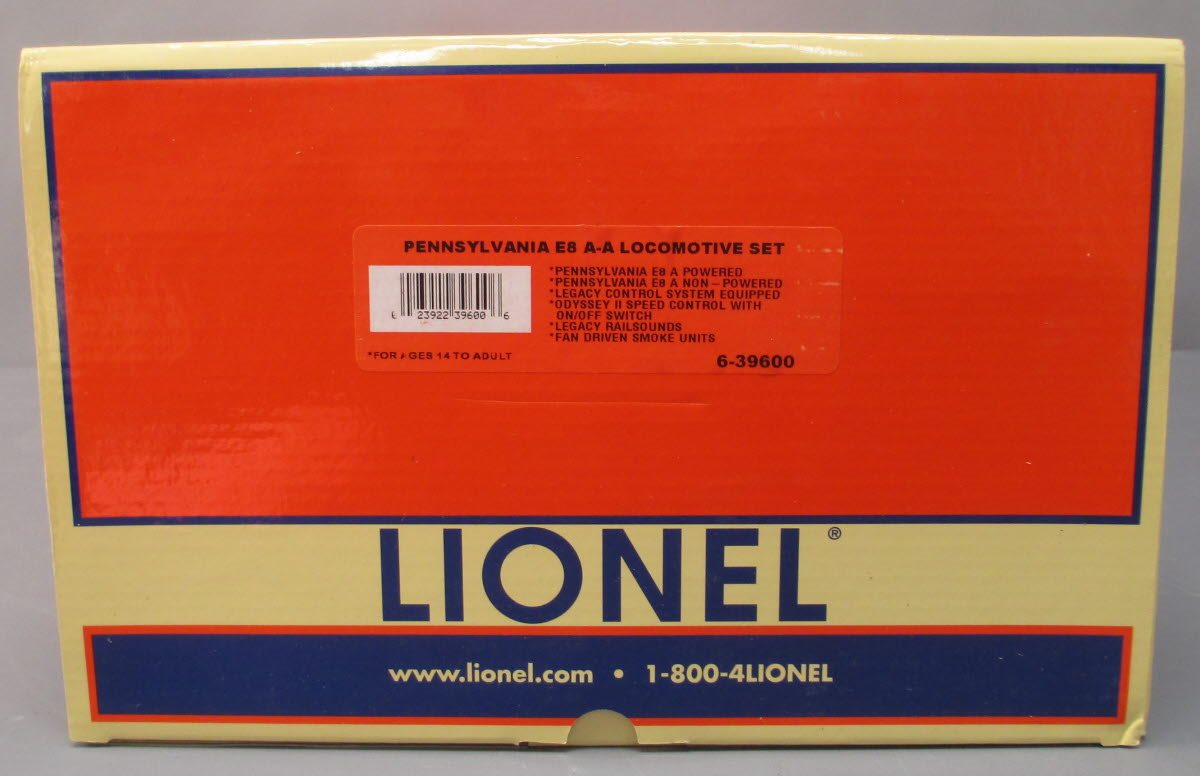 PENNSYLVANIA E8 A-A LOCOMOTIVE SET
*PENNSYLVANIA E8 A POWERED
*PENNSYLVANIA E8 A NON-POWERED
*LEGACY CONTROL SYSTEM EQUIPPED
*ODYSSEY II SPEED CONTROL WITH
ON/OFF SWITCH
*LEGACY RAILSOUNDS
*FAN DRIVEN SMOKE UNITS
6 23922 39600 6
*FOR AGES 14 TO ADULT
6-39600
LIONEL®
www.lionel.com • 1-800-4LIONEL